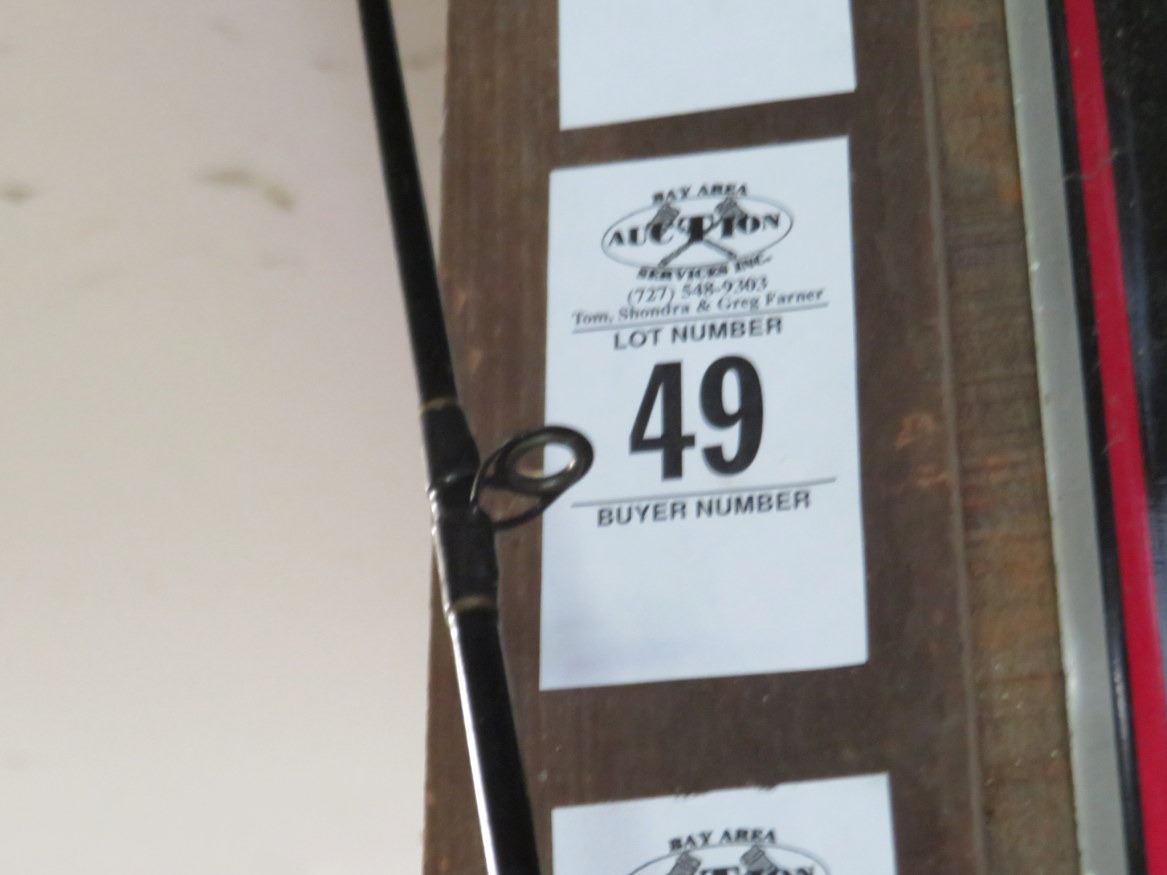 BAY AREA
AUCTION
SERVICES INC.
(727) 548-9303
Tom, Shondra & Greg Farner
LOT NUMBER
49
BUYER NUMBER
BAY AREA
AUCTION